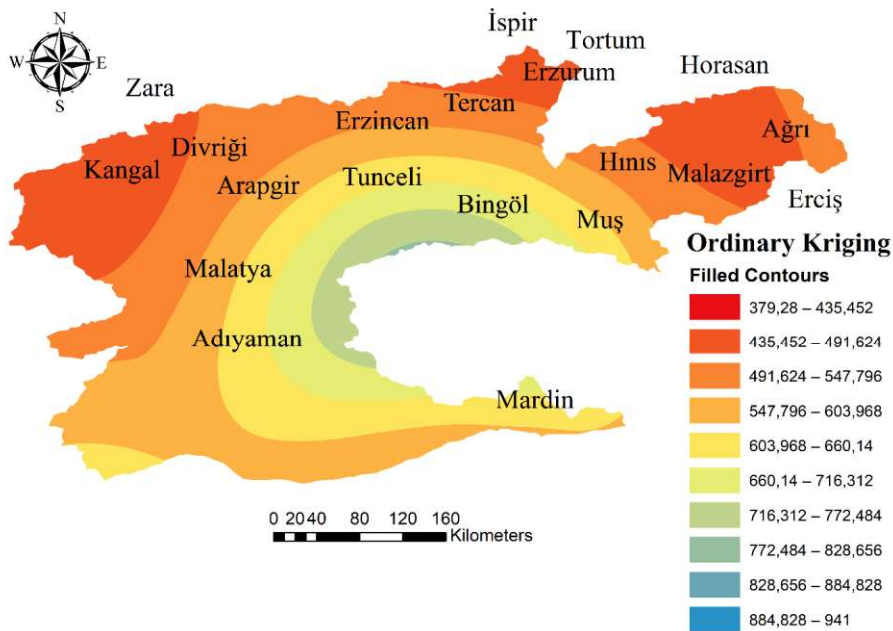 N
W E
S
İspir
Tortum
Zara
Erzurum
Horasan
Tercan
Erzincan
Ağrı
Divriği
Hınıs
Kangal
Arapgir
Tunceli
Malazgirt
Bingöl
Erciş
Muş
Malatya
Adıyaman
Mardin
Ordinary Kriging
Filled Contours
379,28 – 435,452
435,452 – 491,624
491,624 – 547,796
547,796 – 603,968
603,968 – 660,14
660,14 – 716,312
716,312 – 772,484
772,484 – 828,656
828,656 – 884,828
884,828 – 941
0 20 40 80 120 160
Kilometers